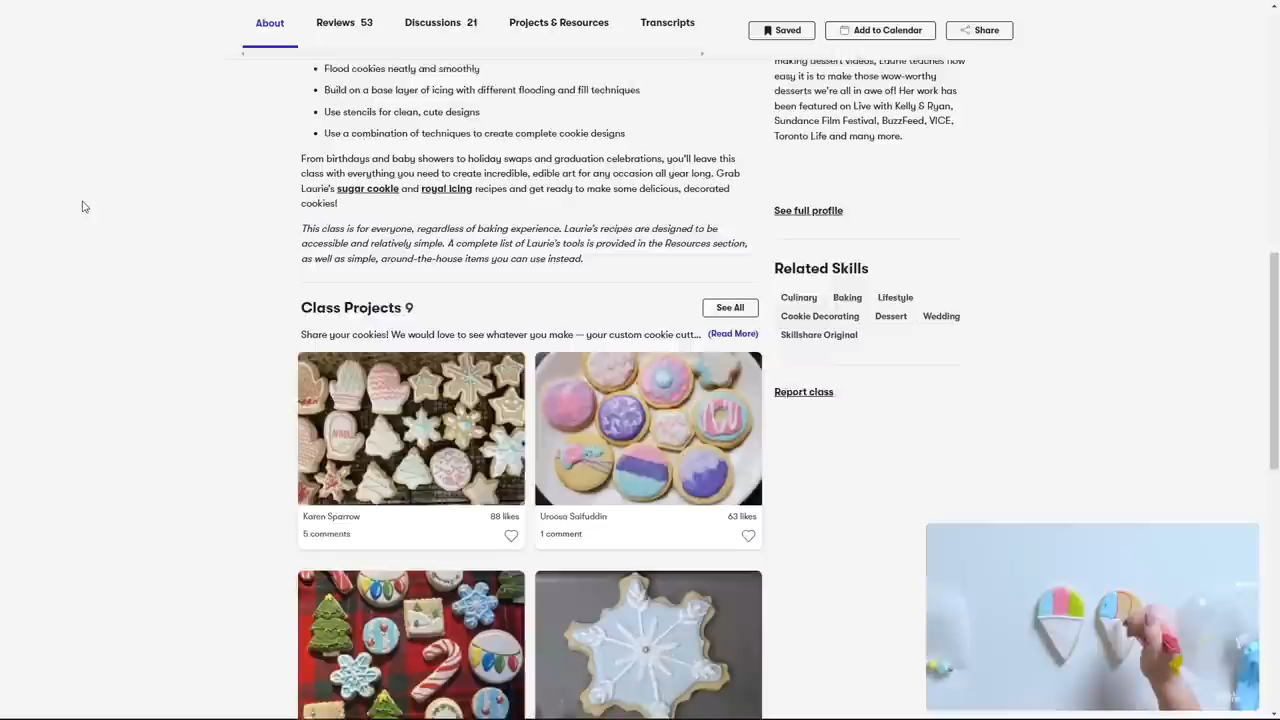 About
Reviews 53
Discussions 21
Projects & Resources
Transcripts
Saved
Add to Calendar
Share
Flood cookies neatly and smoothly
Build on a base layer of icing with different flooding and fill techniques
Use stencils for clean, cute designs
Use a combination of techniques to create complete cookie designs
From birthdays and baby showers to holiday swaps and graduation celebrations, you'll leave this
class with everything you need to create incredible, edible art for any occasion all year long. Grab
Laurie's sugar cookie and royal icing recipes and get ready to make some delicious, decorated
cookies!
This class is for everyone, regardless of baking experience. Laurie's recipes are designed to be
accessible and relatively simple. A complete list of Laurie's tools is provided in the Resources section,
as well as simple, around-the-house items you can use instead.
Class Projects 9
See All
Share your cookies! We would love to see whatever you make — your custom cookie cutt... (Read More)
Karen Sparrow
88 likes
5 comments
Uroosa Saifuddin
63 likes
1 comment
making dessert videos, Laurie teaches how
easy it is to make those wow-worthy
desserts we're all in awe of! Her work has
been featured on Live with Kelly & Ryan,
Sundance Film Festival, BuzzFeed, VICE,
Toronto Life and many more.
See full profile
Related Skills
Culinary Baking Lifestyle
Cookie Decorating Dessert Wedding
Skillshare Original
Report class